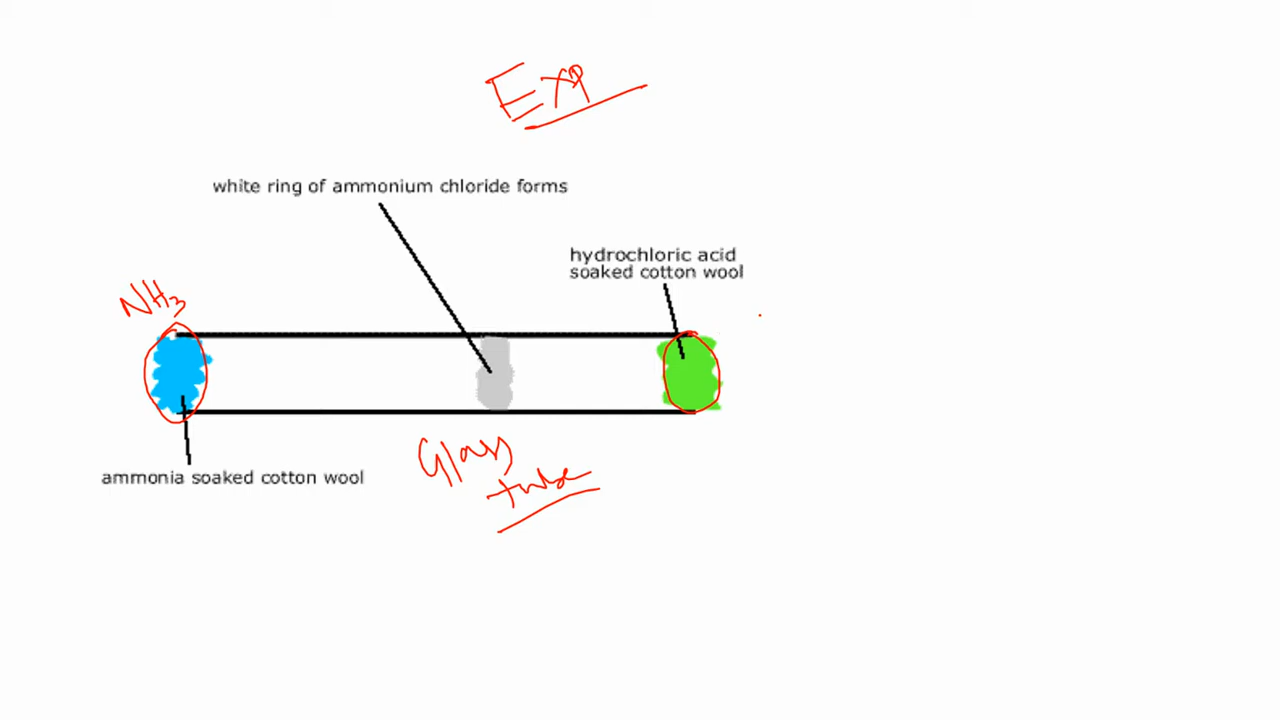 Exp
white ring of ammonium chloride forms
hydrochloric acid
soaked cotton wool
NH3
Glass
tube
ammonia soaked cotton wool